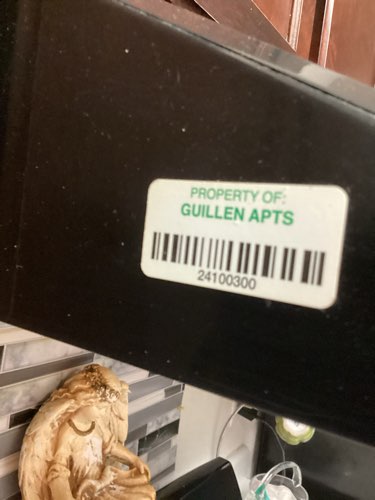 PROPERTY OF:
GUILLEN APTS
24100300